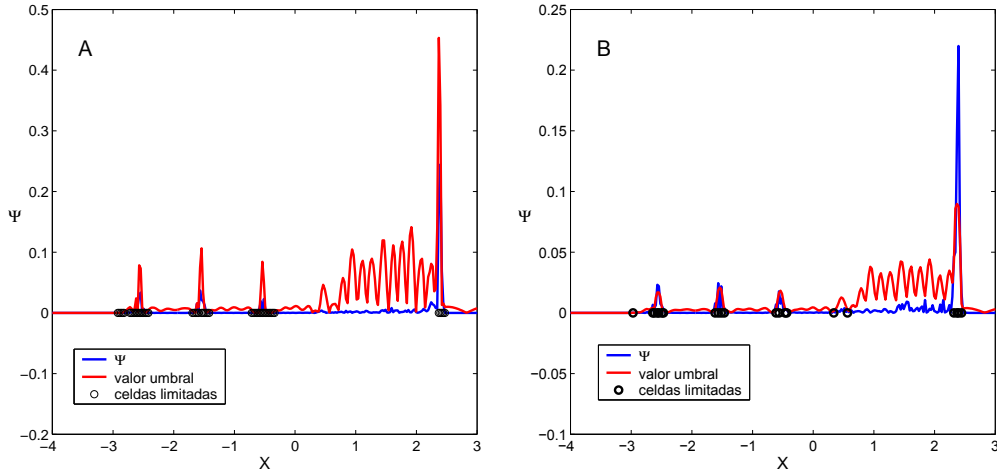 A
0.5
0.4
0.3
0.2
0.1
0
−0.1
−0.2
Ψ
−4 −3 −2 −1 0 1 2 3
X
Ψ
valor umbral
celdas limitadas
B
0.25
0.2
0.15
0.1
0.05
0
−0.05
−0.1
Ψ
−4 −3 −2 −1 0 1 2 3
X
Ψ
valor umbral
celdas limitadas